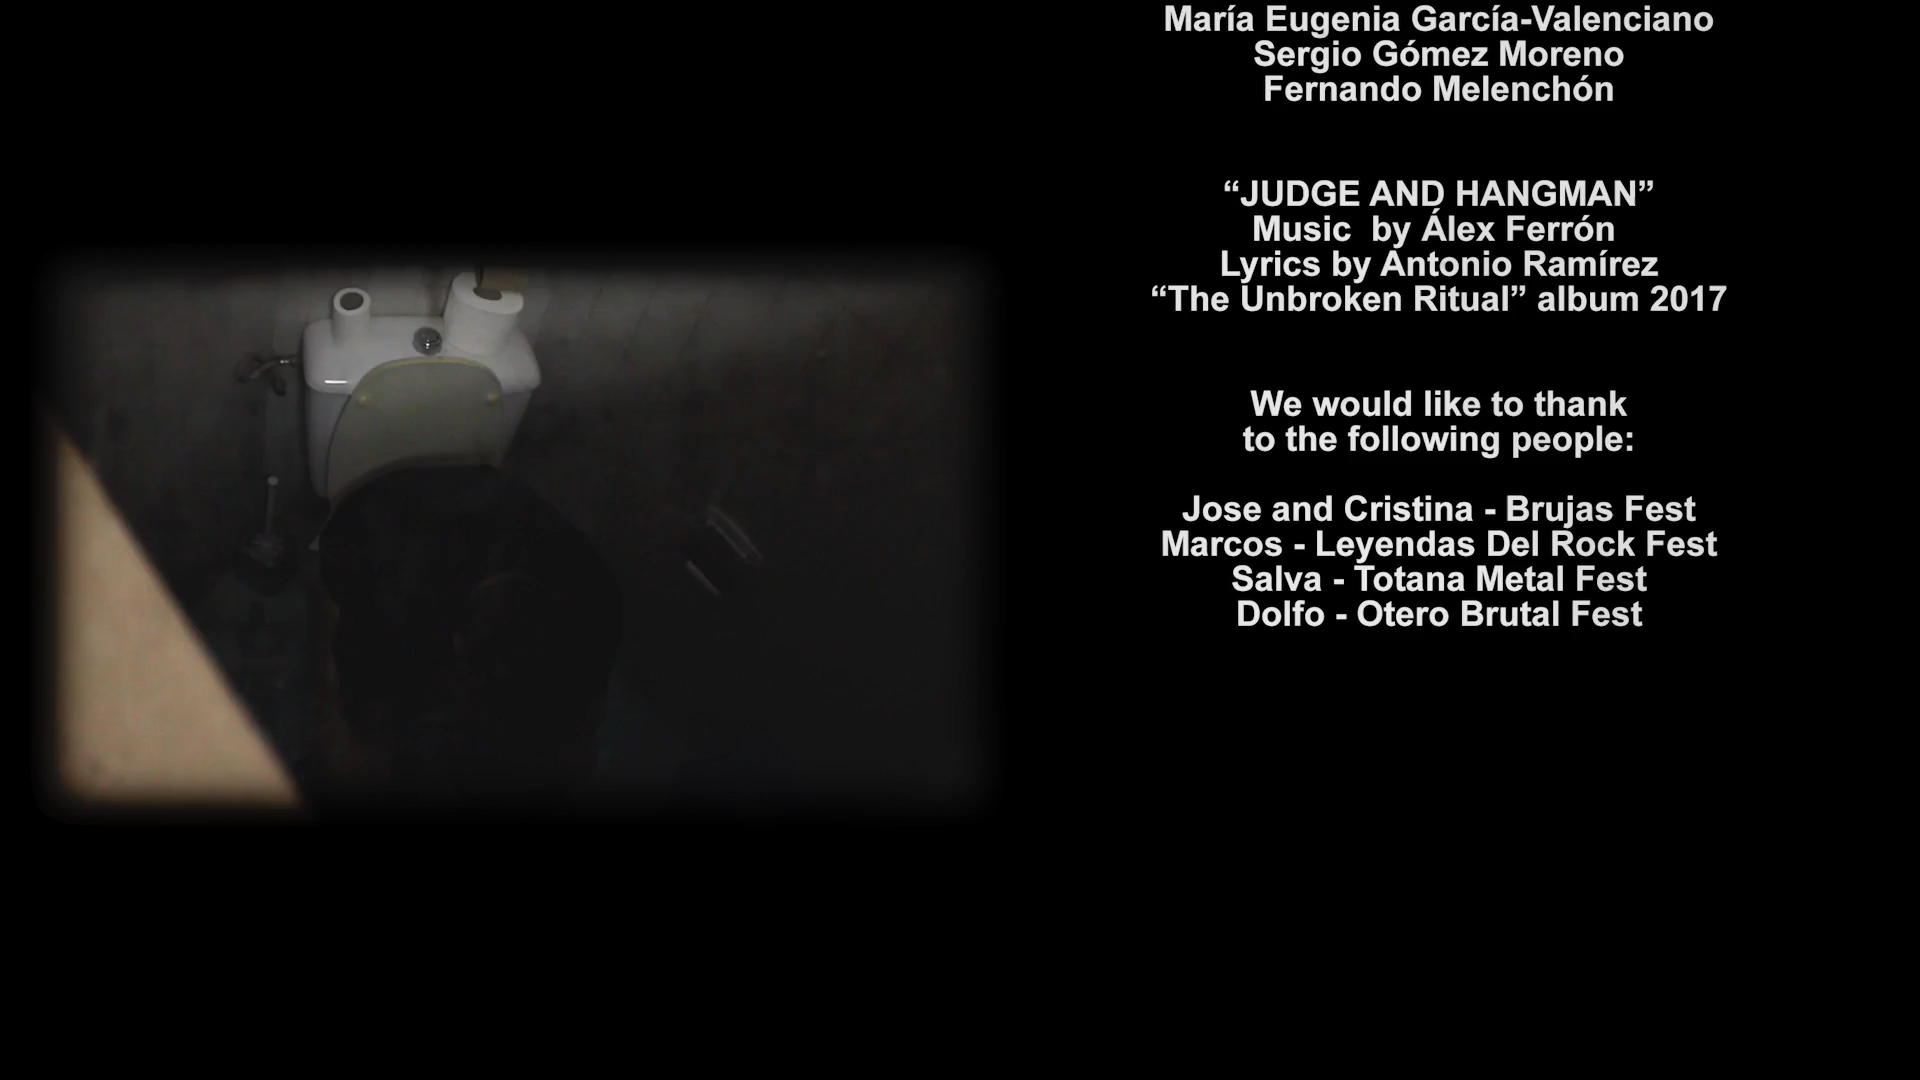 María Eugenia García-Valenciano
Sergio Gómez Moreno
Fernando Melenchón
“JUDGE AND HANGMAN”
Music  by Álex Ferrón
Lyrics by Antonio Ramírez
“The Unbroken Ritual” album 2017
We would like to thank
to the following people:
Jose and Cristina - Brujas Fest
Marcos - Leyendas Del Rock Fest
Salva - Totana Metal Fest
Dolfo - Otero Brutal Fest